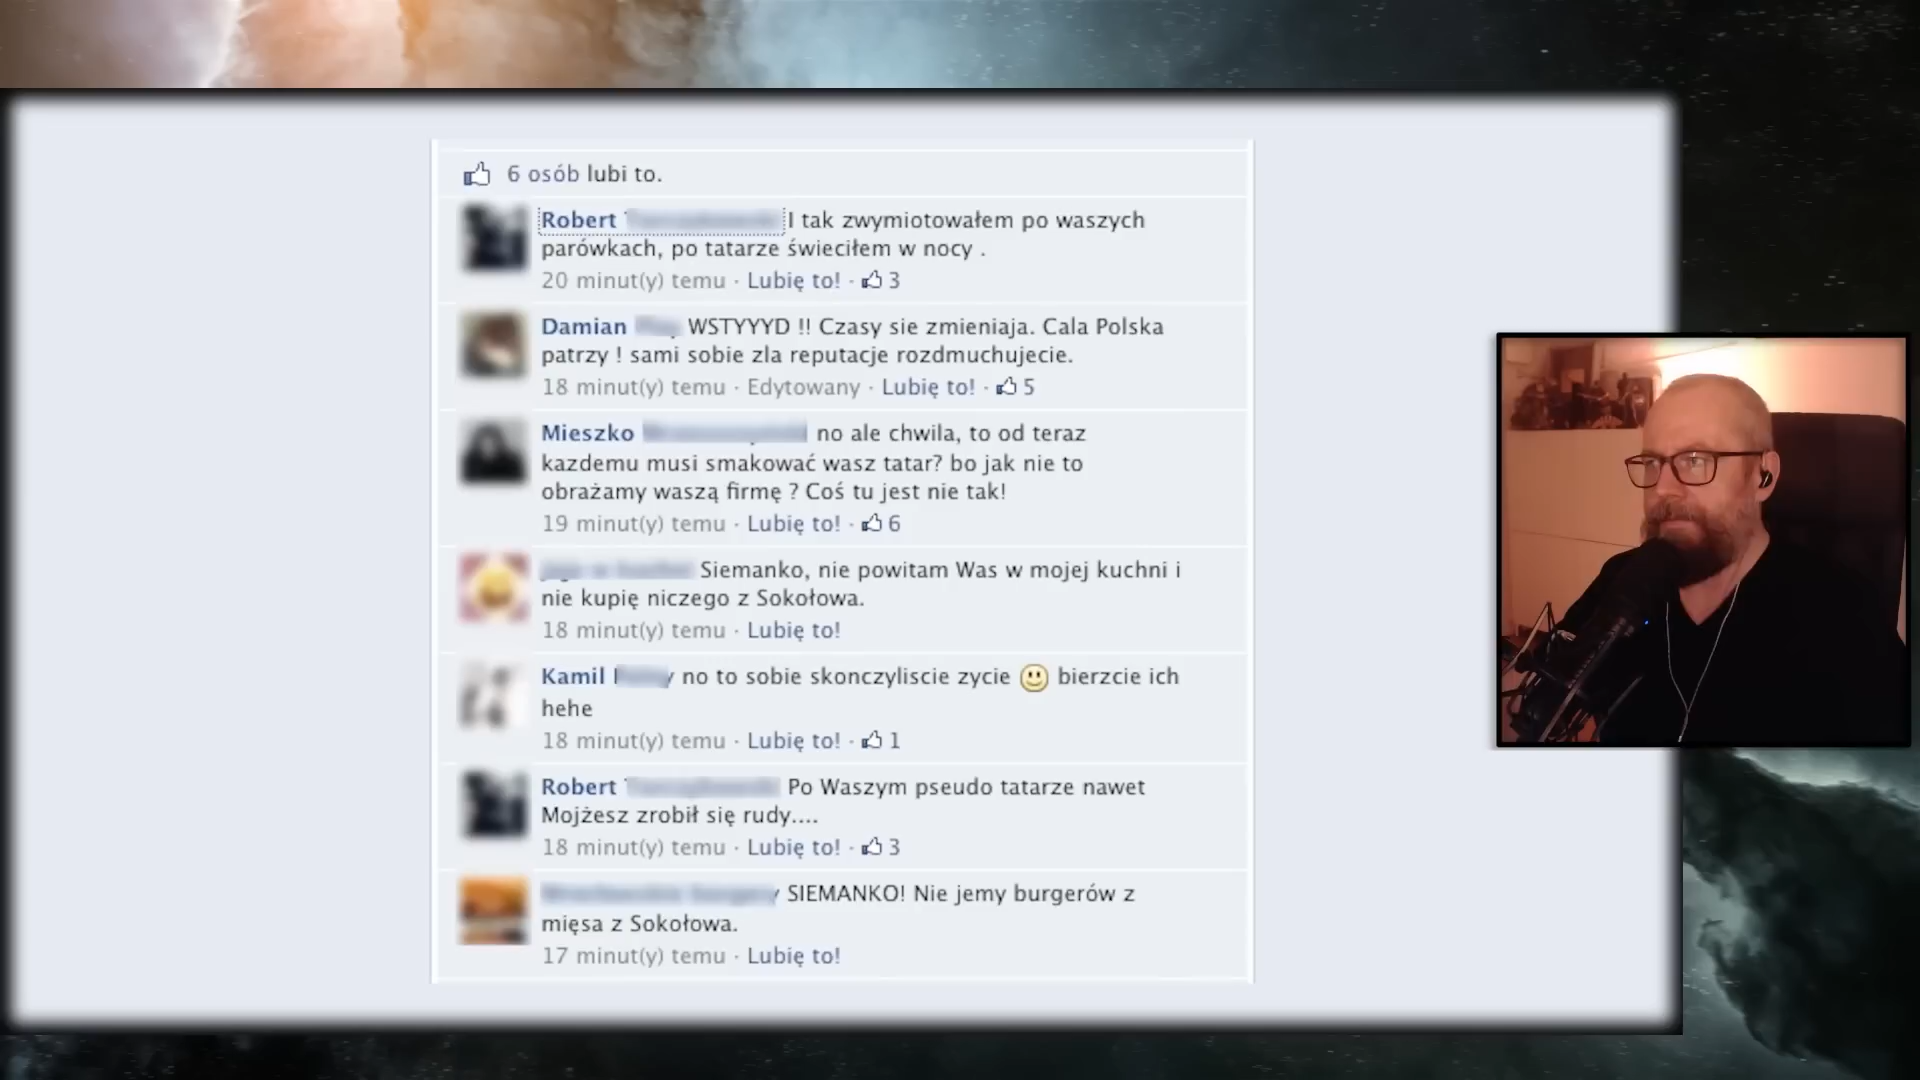 6 osób lubi to.
Robert I tak zwymiotowałem po waszych
parówkach, po tatarze świeciłem w nocy .
20 minut(y) temu · Lubię to! · 3
Damian WSTYYYD !! Czasy sie zmieniaja. Cala Polska
patrzy ! sami sobie zla reputacje rozdmuchujecie.
18 minut(y) temu · Edytowany · Lubię to! · 5
Mieszko no ale chwila, to od teraz
kazdemu musi smakować wasz tatar? bo jak nie to
obrażamy waszą firmę ? Coś tu jest nie tak!
19 minut(y) temu · Lubię to! · 6
Siemanko, nie powitam Was w mojej kuchni i
nie kupię niczego z Sokołowa.
18 minut(y) temu · Lubię to!
Kamil no to sobie skonczyliscie zycie bierzcie ich
hehe
18 minut(y) temu · Lubię to! · 1
Robert Po Waszym pseudo tatarze nawet
Mojżesz zrobił się rudy....
18 minut(y) temu · Lubię to! · 3
SIEMANKO! Nie jemy burgerów z
mięsa z Sokołowa.
17 minut(y) temu · Lubię to!